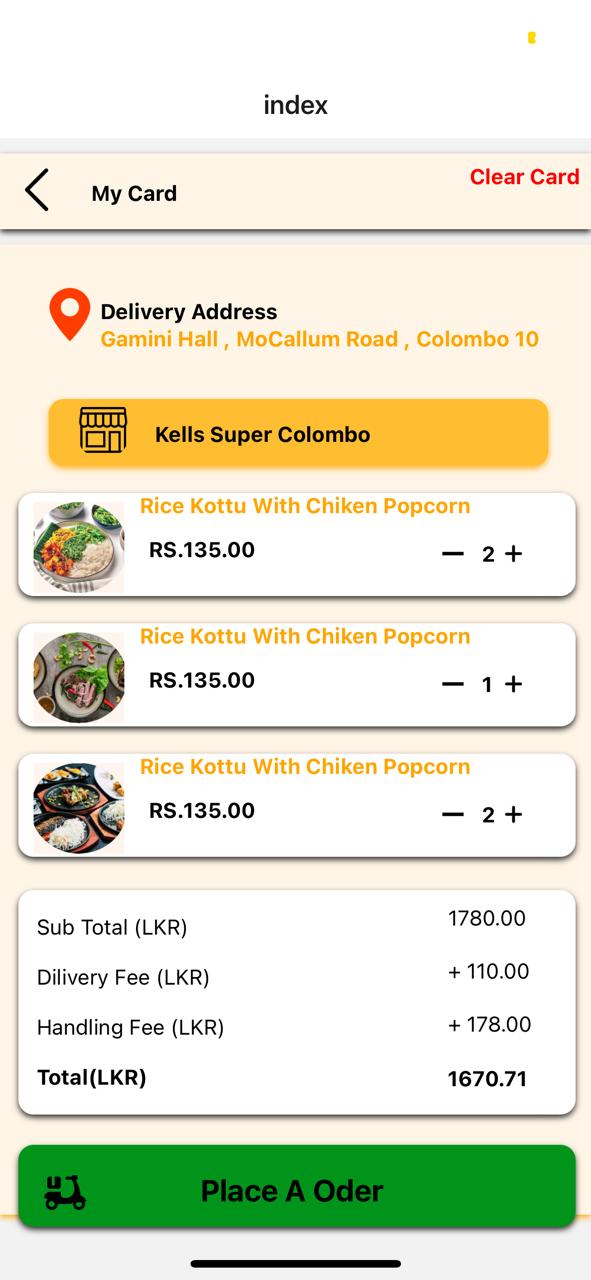 index
My Card
Clear Card
Delivery Address
Gamini Hall , MoCallum Road , Colombo 10
Kells Super Colombo
Rice Kottu With Chiken Popcorn
RS.135.00
2
Rice Kottu With Chiken Popcorn
RS.135.00
1
Rice Kottu With Chiken Popcorn
RS.135.00
2
Sub Total (LKR) 1780.00
Dilivery Fee (LKR) + 110.00
Handling Fee (LKR) + 178.00
Total(LKR) 1670.71
Place A Oder